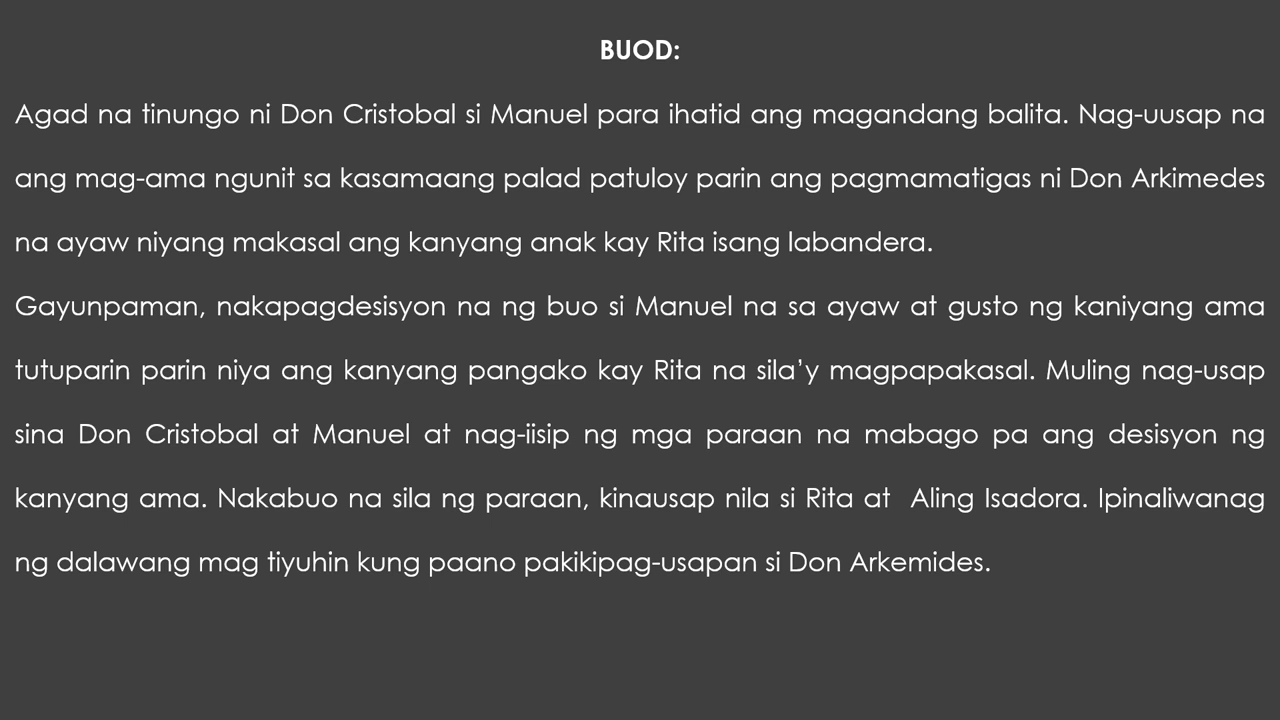 BUOD:
Agad na tinungo ni Don Cristobal si Manuel para ihatid ang magandang balita. Nag-uusap na
ang mag-ama ngunit sa kasamaang palad patuloy parin ang pagmamatigas ni Don Arkimedes
na ayaw niyang makasal ang kanyang anak kay Rita isang labandera.
Gayunpaman, nakapagdesisyon na ng buo si Manuel na sa ayaw at gusto ng kaniyang ama
tutuparin parin niya ang kanyang pangako kay Rita na sila’y magpapakasal. Muling nag-usap
sina Don Cristobal at Manuel at nag-iisip ng mga paraan na mabago pa ang desisyon ng
kanyang ama. Nakabuo na sila ng paraan, kinausap nila si Rita at  Aling Isadora. Ipinaliwanag
ng dalawang mag tiyuhin kung paano pakikipag-usapan si Don Arkemides.